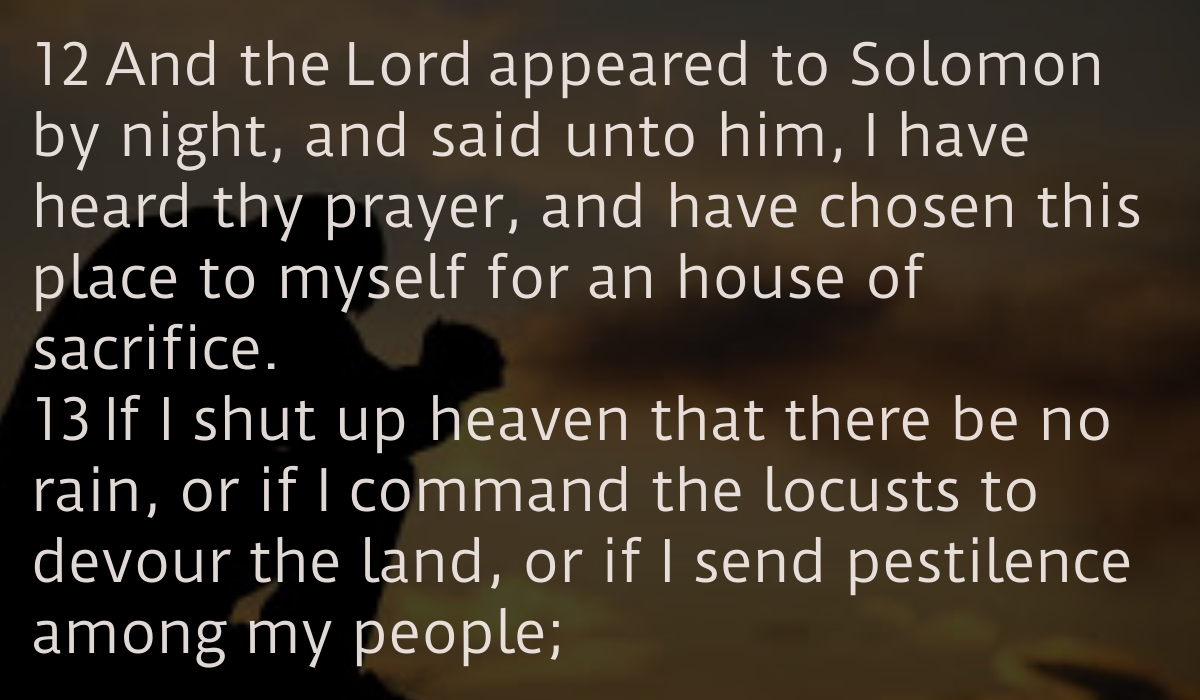 12 And the Lord appeared to Solomon
by night, and said unto him, I have
heard thy prayer, and have chosen this
place to myself for an house of
sacrifice.
13 If I shut up heaven that there be no
rain, or if I command the locusts to
devour the land, or if I send pestilence
among my people;